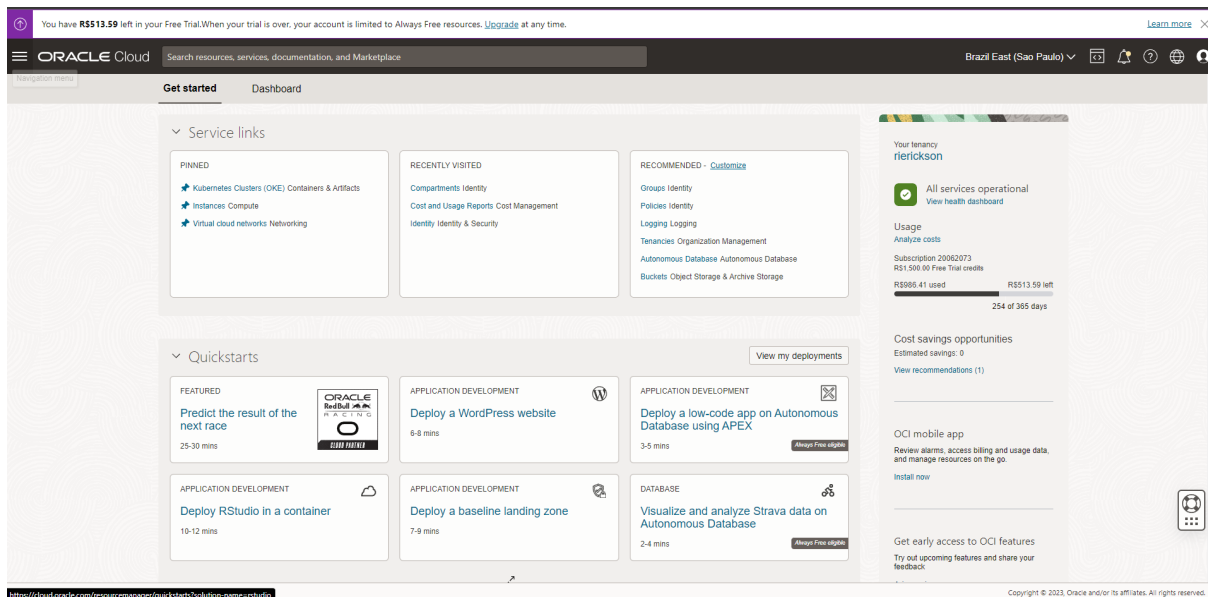 You have R$513.59 left in your Free Trial.When your trial is over, your account is limited to Always Free resources. Upgrade at any time.
Learn more
ORACLE Cloud
Search resources, services, documentation, and Marketplace
Brazil East (Sao Paulo)
Navigation menu
Get started
Dashboard
Service links
PINNED
Kubernetes Clusters (OKE) Containers & Artifacts
Instances Compute
Virtual cloud networks Networking
RECENTLY VISITED
Compartments Identity
Cost and Usage Reports Cost Management
Identity Identity & Security
RECOMMENDED - Customize
Groups Identity
Policies Identity
Logging Logging
Tenancies Organization Management
Autonomous Database Autonomous Database
Buckets Object Storage & Archive Storage
Quickstarts
View my deployments
FEATURED
Predict the result of the
next race
25-30 mins
ORACLE
Red Bull
RACING
CLOUD PARTNER
APPLICATION DEVELOPMENT
Deploy a WordPress website
6-8 mins
APPLICATION DEVELOPMENT
Deploy a low-code app on Autonomous
Database using APEX
3-5 mins
Always Free eligible
APPLICATION DEVELOPMENT
Deploy RStudio in a container
10-12 mins
APPLICATION DEVELOPMENT
Deploy a baseline landing zone
7-9 mins
DATABASE
Visualize and analyze Strava data on
Autonomous Database
2-4 mins
Always Free eligible
Your tenancy
rierickson
All services operational
View health dashboard
Usage
Analyze costs
Subscription 20062073
R$1,500.00 Free Trial credits
R$986.41 used
R$513.59 left
254 of 365 days
Cost savings opportunities
Estimated savings: 0
View recommendations (1)
OCI mobile app
Review alarms, access billing and usage data,
and manage resources on the go.
Install now
Get early access to OCI features
Try out upcoming features and share your
feedback
https://cloud.oracle.com/resourcemanager/quickstarts?solution-name=rstudio
Copyright © 2023, Oracle and/or its affiliates. All rights reserved.